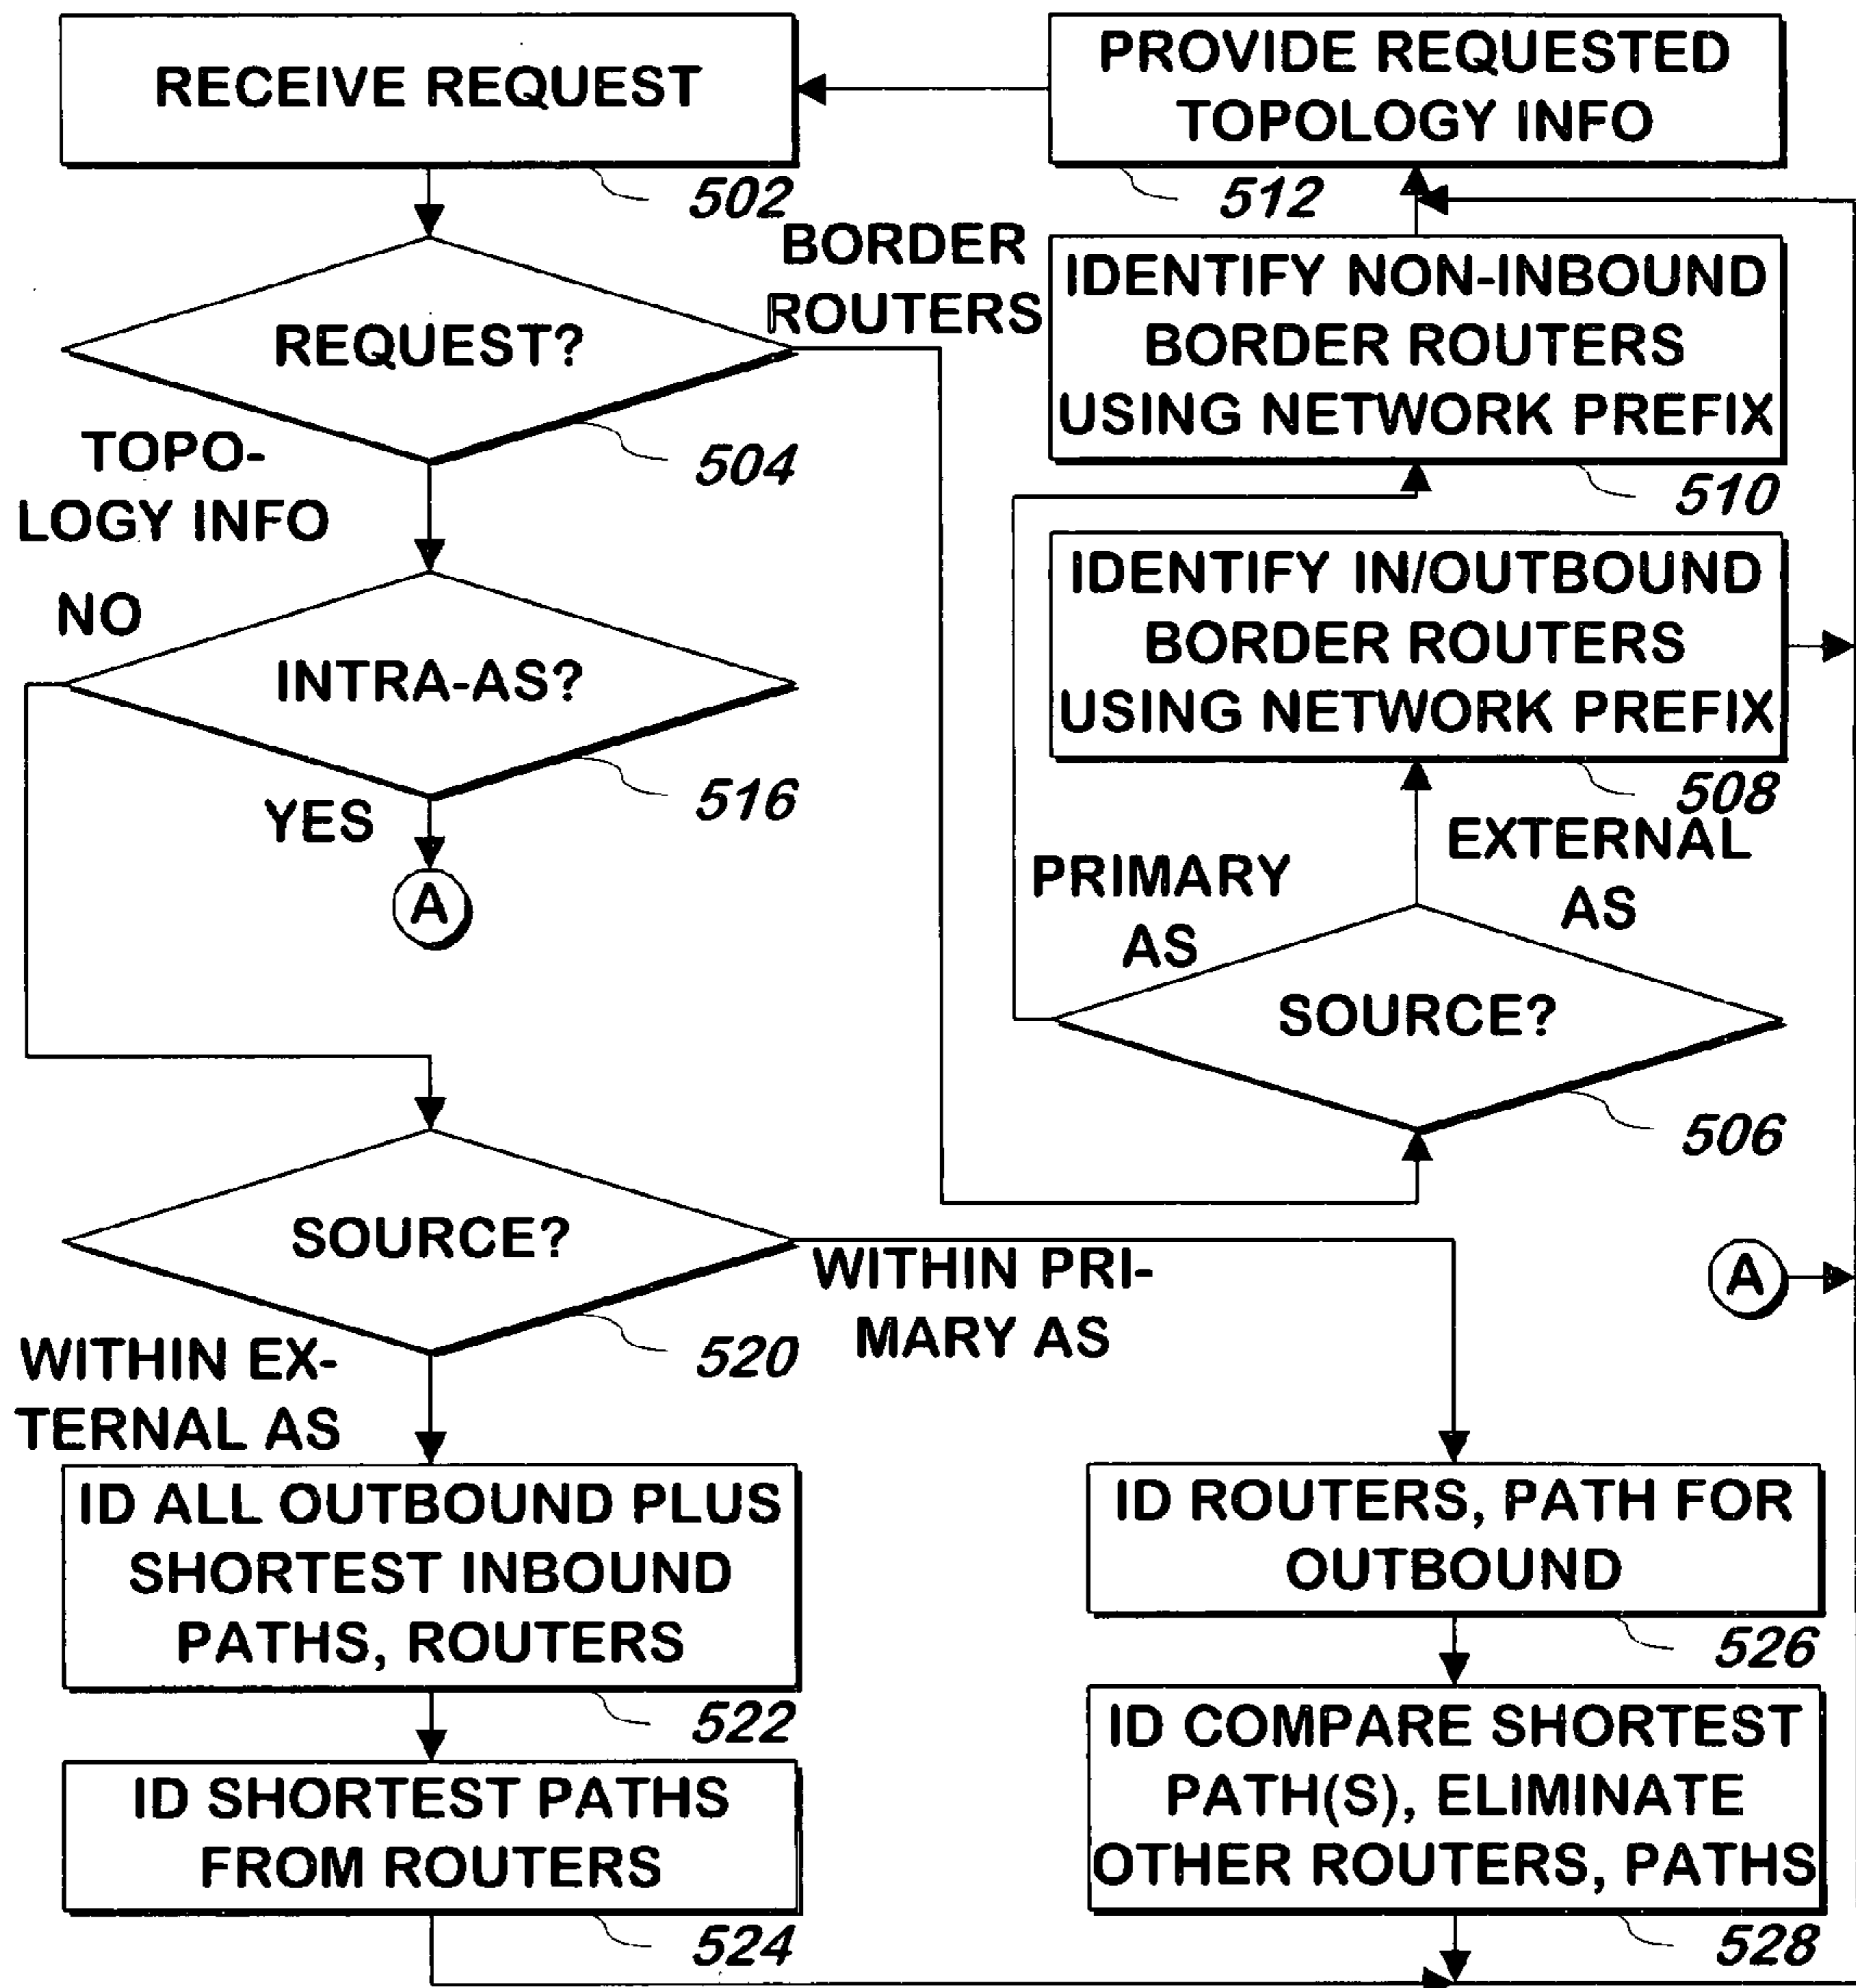 RECEIVE REQUEST
502
PROVIDE REQUESTED
TOPOLOGY INFO
512
REQUEST?
504
BORDER
ROUTERS
TOPO-
LOGY INFO
IDENTIFY NON-INBOUND
BORDER ROUTERS
USING NETWORK PREFIX
510
NO
INTRA-AS?
516
YES
A
IDENTIFY IN/OUTBOUND
BORDER ROUTERS
USING NETWORK PREFIX
508
PRIMARY
AS
EXTERNAL
AS
SOURCE?
506
SOURCE?
520
WITHIN PRI-
MARY AS
A
WITHIN EX-
TERNAL AS
ID ALL OUTBOUND PLUS
SHORTEST INBOUND
PATHS, ROUTERS
522
ID SHORTEST PATHS
FROM ROUTERS
524
ID ROUTERS, PATH FOR
OUTBOUND
526
ID COMPARE SHORTEST
PATH(S), ELIMINATE
OTHER ROUTERS, PATHS
528